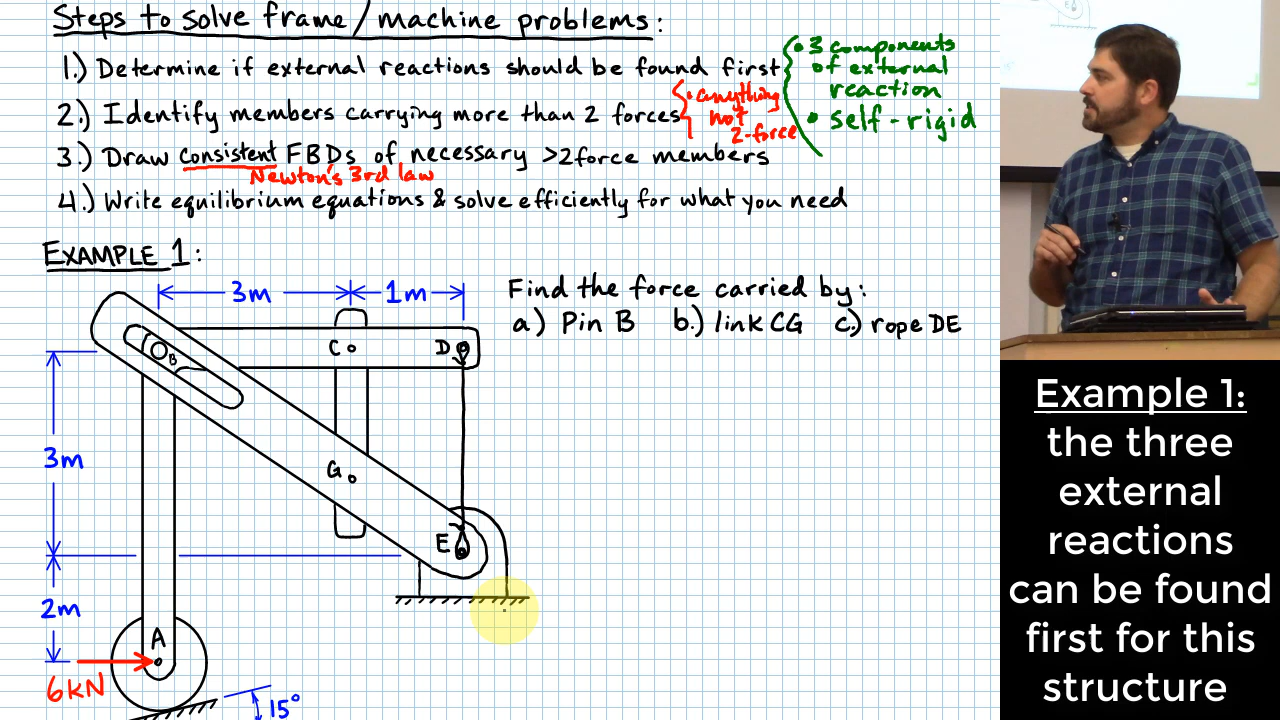 Steps to solve frame/machine problems:
1.) Determine if external reactions should be found first
• 3 components
of external
reaction
• self-rigid
2.) Identify members carrying more than 2 forces
• anything
not
2-force
3.) Draw consistent FBDs of necessary >2force members
Newton's 3rd law
4.) Write equilibrium equations & solve efficiently for what you need
EXAMPLE 1:
3m
1m
Find the force carried by:
a) Pin B b.) link CG c.) rope DE
B
C
D
3m
G
E
2m
A
6kN
15°
Example 1:
the three
external
reactions
can be found
first for this
structure